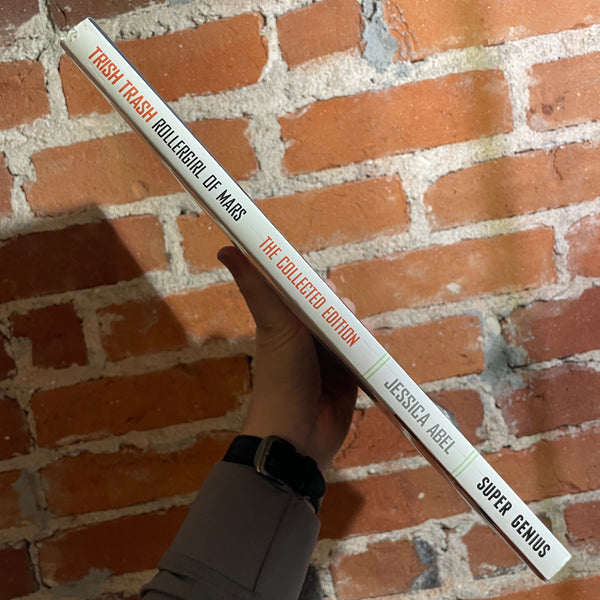 TRISH TRASH ROLLERGIRL OF MARS
THE COLLECTED EDITION
JESSICA ABEL
SUPER GENIUS